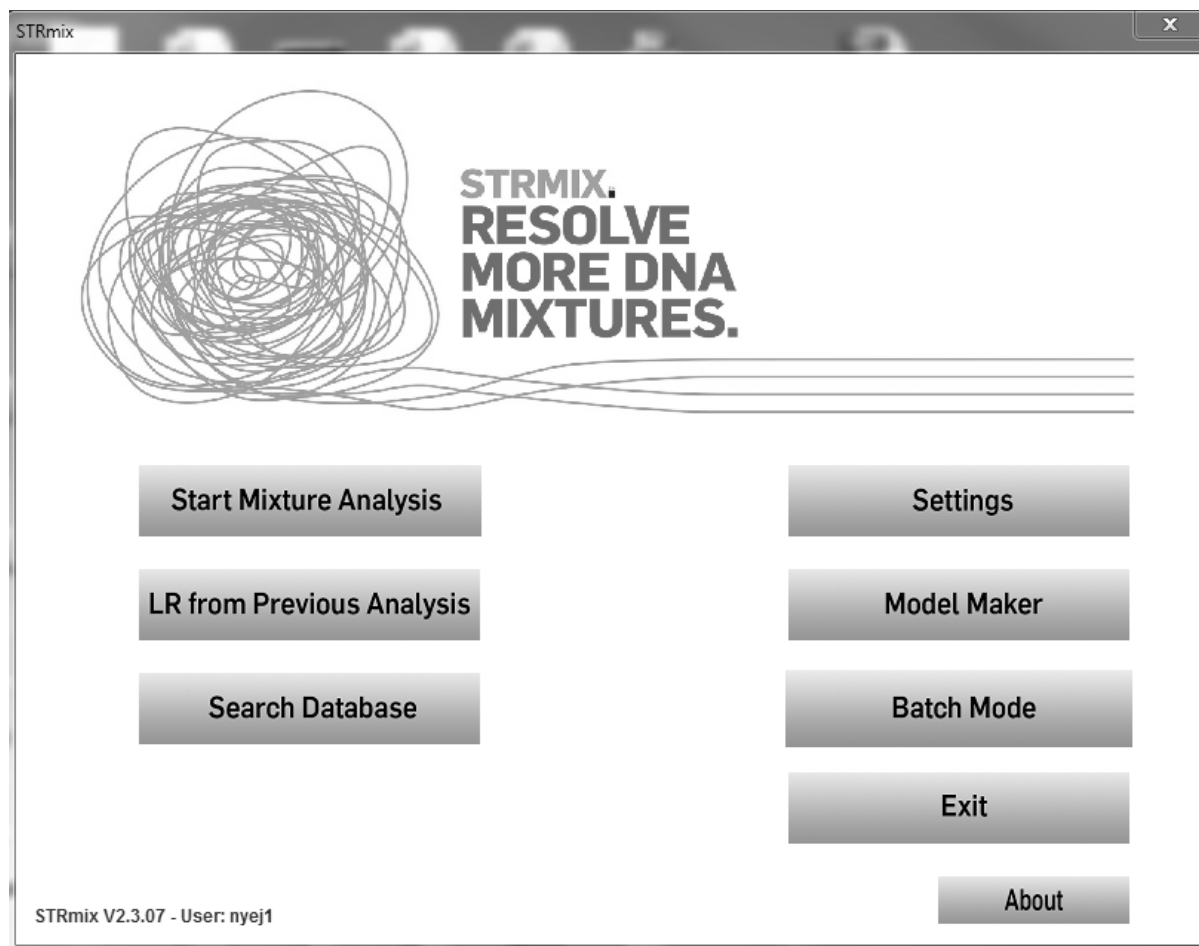 STRmix
x
STRMIX.
RESOLVE
MORE DNA
MIXTURES.
Start Mixture Analysis
Settings
LR from Previous Analysis
Model Maker
Search Database
Batch Mode
Exit
About
STRmix V2.3.07 - User: nyej1